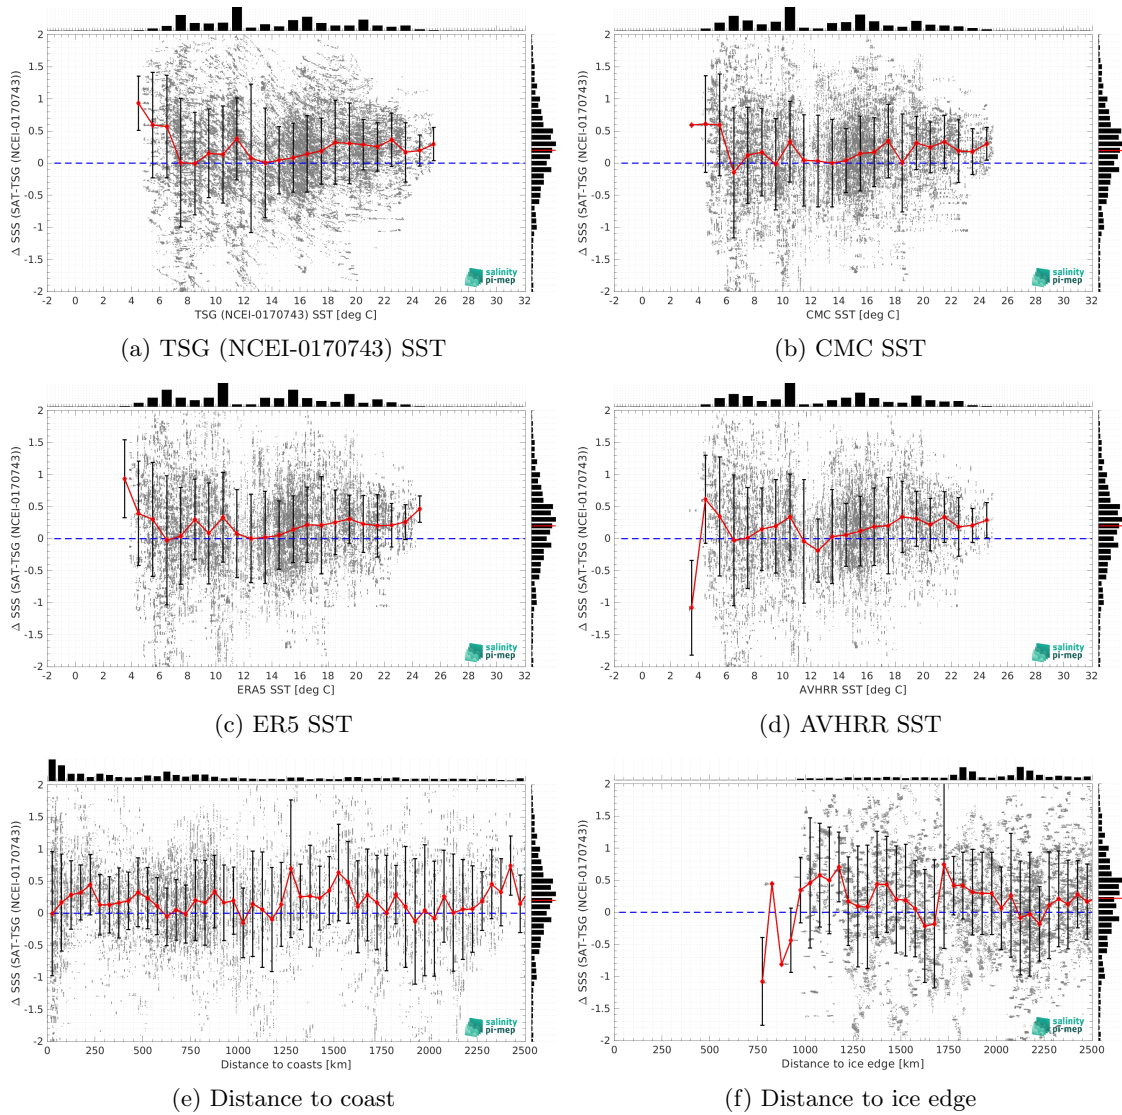 2
1.5
1
0.5
0
-0.5
-1
-1.5
-2
Δ SSS (SAT-TSG (NCEI-0170743))
salinity
pi-mep
-2 0 2 4 6 8 10 12 14 16 18 20 22 24 26 28 30 32
TSG (NCEI-0170743) SST [deg C]
(a) TSG (NCEI-0170743) SST
2
1.5
1
0.5
0
-0.5
-1
-1.5
-2
Δ SSS (SAT-TSG (NCEI-0170743))
salinity
pi-mep
-2 0 2 4 6 8 10 12 14 16 18 20 22 24 26 28 30 32
CMC SST [deg C]
(b) CMC SST
2
1.5
1
0.5
0
-0.5
-1
-1.5
-2
Δ SSS (SAT-TSG (NCEI-0170743))
salinity
pi-mep
-2 0 2 4 6 8 10 12 14 16 18 20 22 24 26 28 30 32
ERA5 SST [deg C]
(c) ER5 SST
2
1.5
1
0.5
0
-0.5
-1
-1.5
-2
Δ SSS (SAT-TSG (NCEI-0170743))
salinity
pi-mep
-2 0 2 4 6 8 10 12 14 16 18 20 22 24 26 28 30 32
AVHRR SST [deg C]
(d) AVHRR SST
2
1.5
1
0.5
0
-0.5
-1
-1.5
-2
Δ SSS (SAT-TSG (NCEI-0170743))
salinity
pi-mep
0 250 500 750 1000 1250 1500 1750 2000 2250 2500
Distance to coasts [km]
(e) Distance to coast
2
1.5
1
0.5
0
-0.5
-1
-1.5
-2
Δ SSS (SAT-TSG (NCEI-0170743))
salinity
pi-mep
0 250 500 750 1000 1250 1500 1750 2000 2250 2500
Distance to ice edge [km]
(f) Distance to ice edge